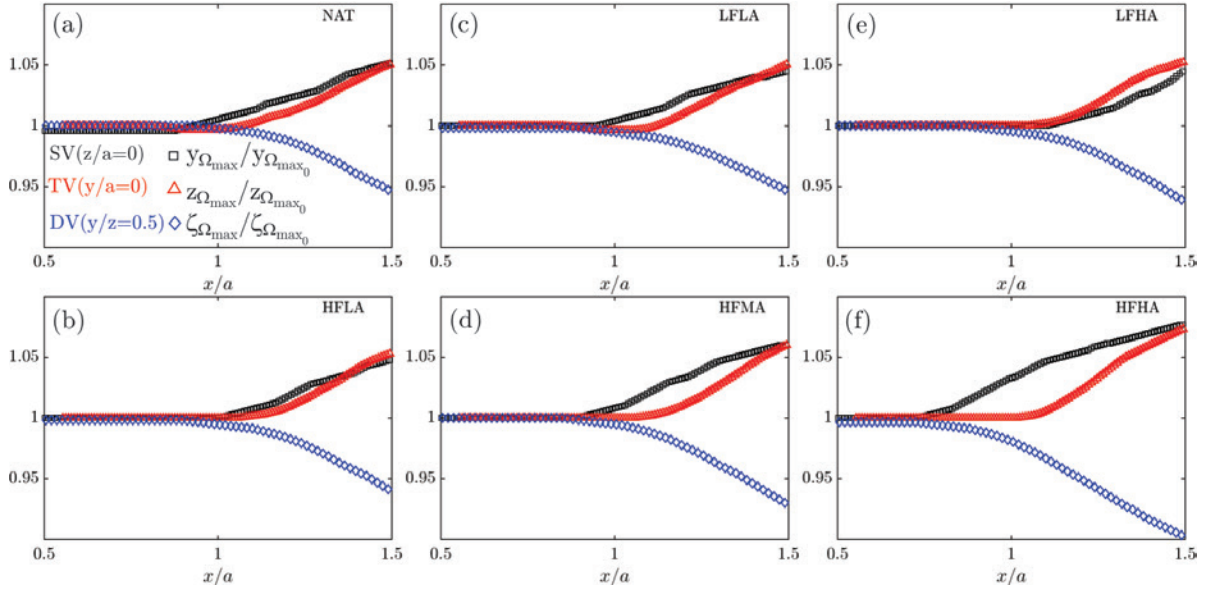 (a) NAT
1.05
1
0.95
SV(z/a=0) □ y_Ωmax/y_Ωmax₀
TV(y/a=0) △ z_Ωmax/z_Ωmax₀
DV(y/z=0.5) ◇ ζ_Ωmax/ζ_Ωmax₀
0.5 1 1.5
x/a
(c) LFLA
1.05
1
0.95
0.5 1 1.5
x/a
(e) LFHA
1.05
1
0.95
0.5 1 1.5
x/a
(b) HFLA
1.05
1
0.95
0.5 1 1.5
x/a
(d) HFMA
1.05
1
0.95
0.5 1 1.5
x/a
(f) HFHA
1.05
1
0.95
0.5 1 1.5
x/a